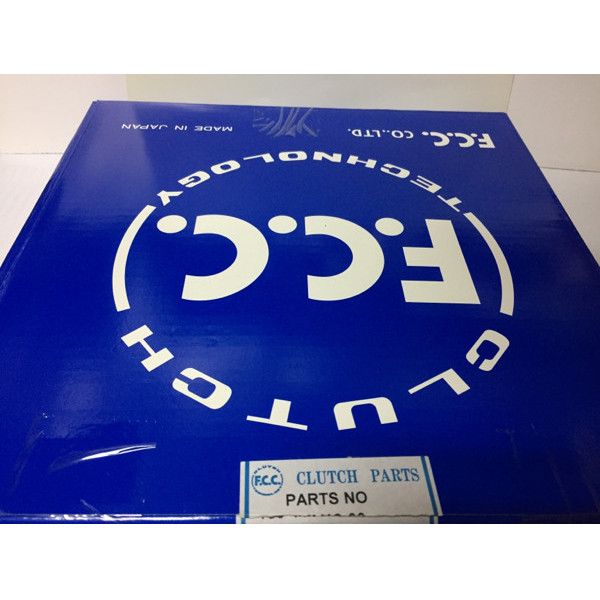 F.C.C. CO.,LTD.
MADE IN JAPAN
CLUTCH
F.C.C.
TECHNOLOGY
F.C.C. CLUTCH PARTS
PARTS NO